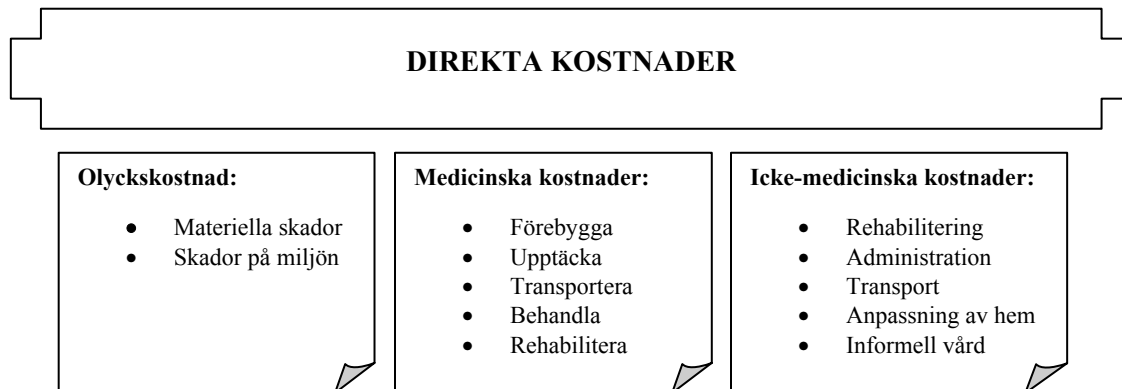 DIREKTA KOSTNADER
Olyckskostnad:
• Materiella skador
• Skador på miljön
Medicinska kostnader:
• Förebygga
• Upptäcka
• Transportera
• Behandla
• Rehabilitera
Icke-medicinska kostnader:
• Rehabilitering
• Administration
• Transport
• Anpassning av hem
• Informell vård